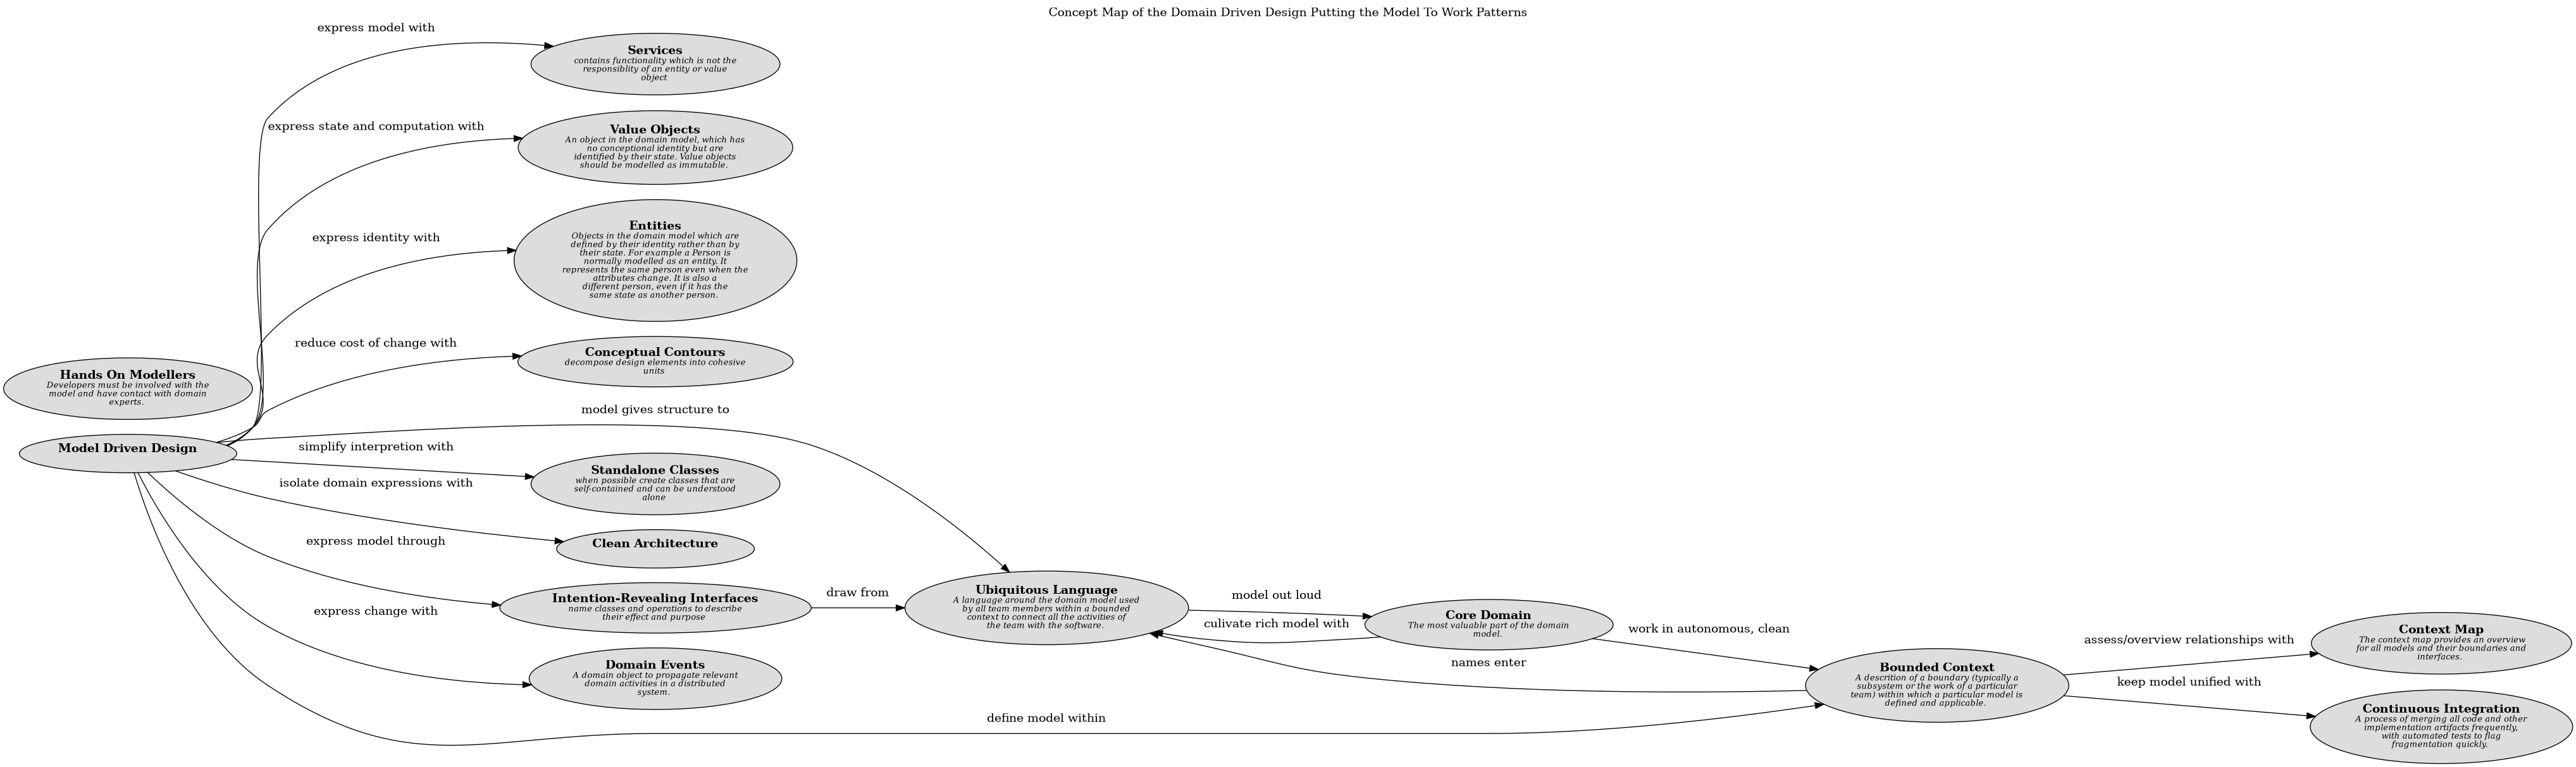 Concept Map of the Domain Driven Design Putting the Model To Work Patterns
express model with
Services
contains functionality which is not the
responsiblity of an entity or value
object
express state and computation with
Value Objects
An object in the domain model, which has
no conceptional identity but are
identified by their state. Value objects
should be modelled as immutable.
express identity with
Entities
Objects in the domain model which are
defined by their identity rather than by
their state. For example a Person is
normally modelled as an entity. It
represents the same person even when the
attributes change. It is also a
different person, even if it has the
same state as another person.
reduce cost of change with
Conceptual Contours
decompose design elements into cohesive
units
Hands On Modellers
Developers must be involved with the
model and have contact with domain
experts.
model gives structure to
Model Driven Design
simplify interpretion with
Standalone Classes
when possible create classes that are
self-contained and can be understood
alone
isolate domain expressions with
Clean Architecture
express model through
Intention-Revealing Interfaces
name classes and operations to describe
their effect and purpose
draw from
Ubiquitous Language
A language around the domain model used
by all team members within a bounded
context to connect all the activities of
the team with the software.
model out loud
culivate rich model with
Core Domain
The most valuable part of the domain
model.
work in autonomous, clean
names enter
express change with
Domain Events
A domain object to propagate relevant
domain activities in a distributed
system.
define model within
Bounded Context
A descrition of a boundary (typically a
subsystem or the work of a particular
team) within which a particular model is
defined and applicable.
assess/overview relationships with
Context Map
The context map provides an overview
for all models and their boundaries and
interfaces.
keep model unified with
Continuous Integration
A process of merging all code and other
implementation artifacts frequently,
with automated tests to flag
fragmentation quickly.